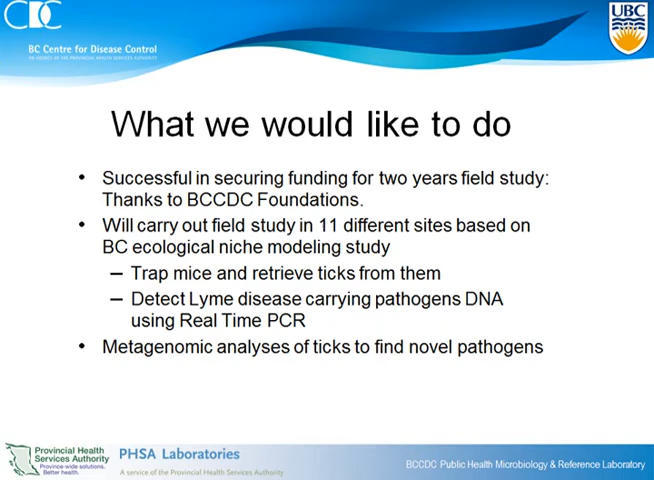 CDC
UBC
BC Centre for Disease Control
AN AGENCY OF THE PROVINCIAL HEALTH SERVICES AUTHORITY
What we would like to do
• Successful in securing funding for two years field study:
Thanks to BCCDC Foundations.
• Will carry out field study in 11 different sites based on
BC ecological niche modeling study
– Trap mice and retrieve ticks from them
– Detect Lyme disease carrying pathogens DNA
using Real Time PCR
• Metagenomic analyses of ticks to find novel pathogens
Provincial Health
Services Authority
Province-wide solutions.
Better health.
PHSA Laboratories
A service of the Provincial Health Services Authority
BCCDC Public Health Microbiology & Reference Laboratory